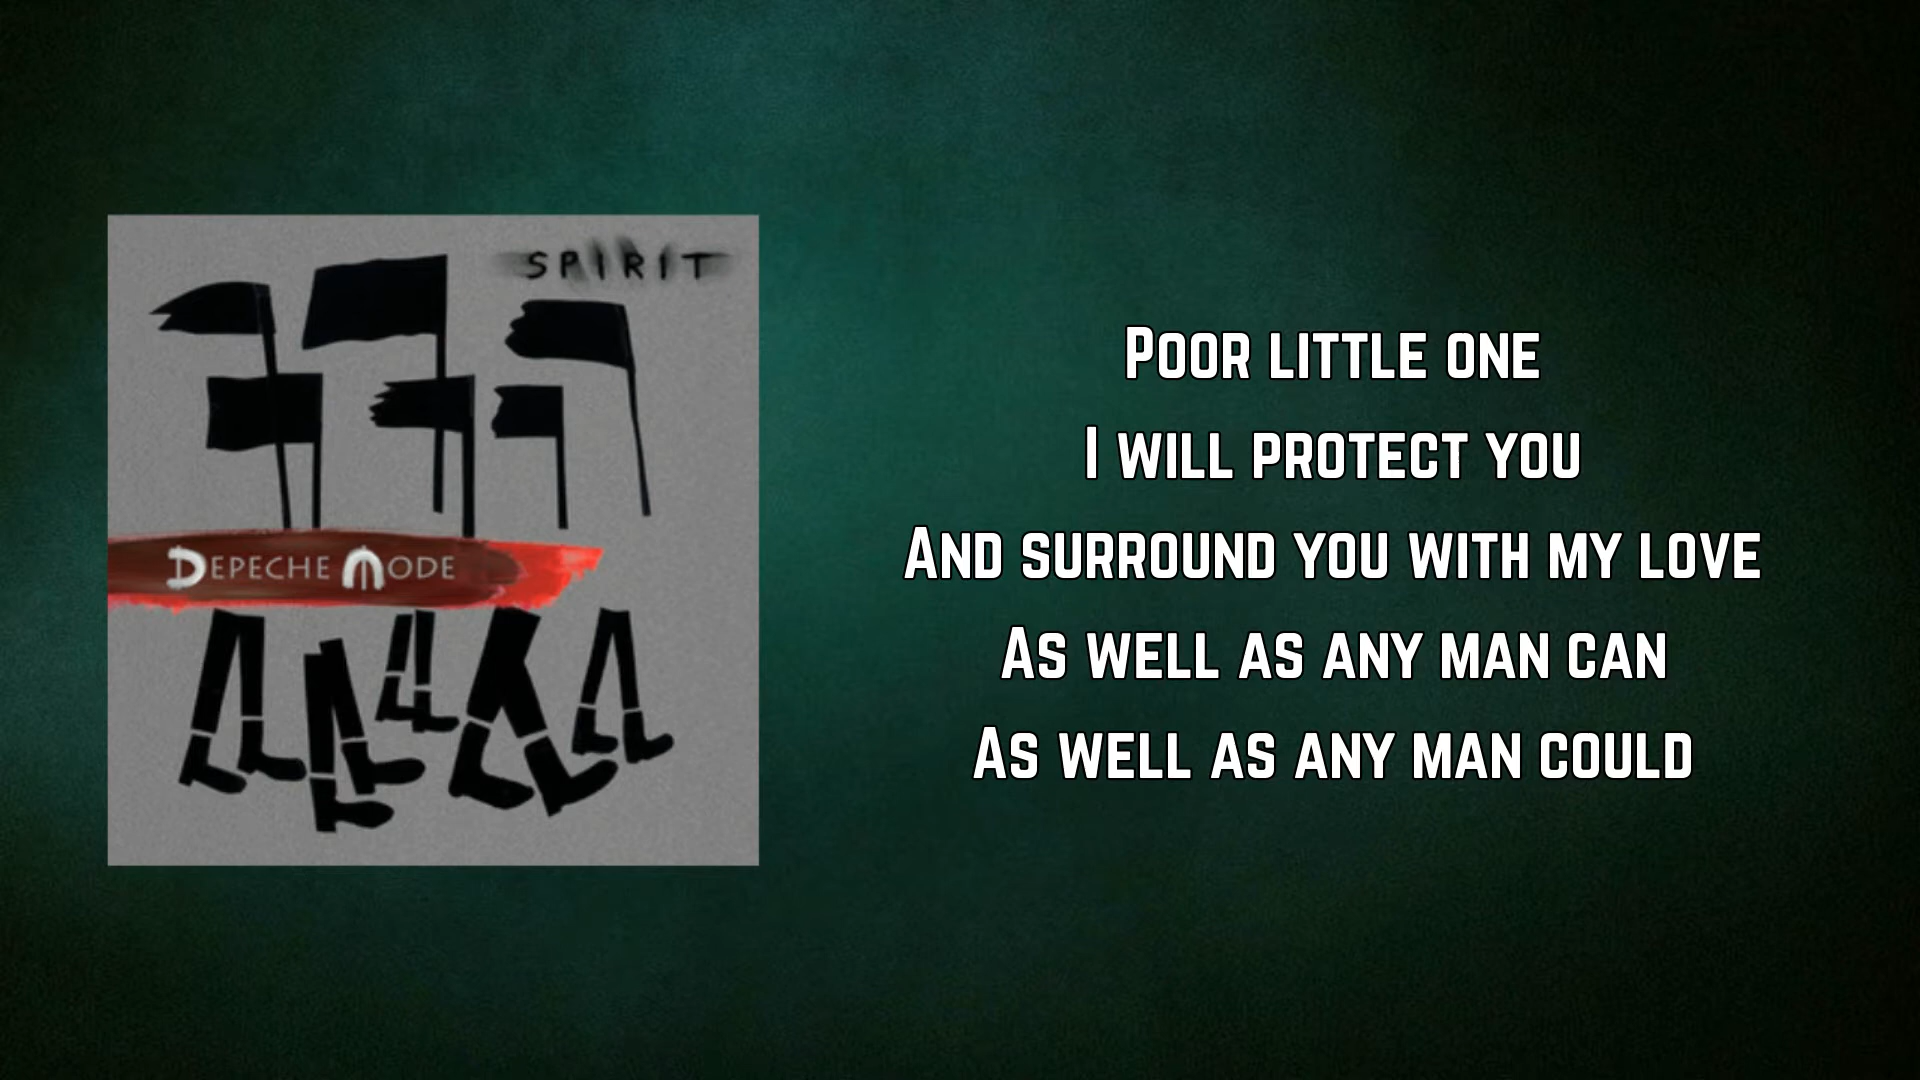 SPIRIT
DEPECHE MODE
POOR LITTLE ONE
I WILL PROTECT YOU
AND SURROUND YOU WITH MY LOVE
AS WELL AS ANY MAN CAN
AS WELL AS ANY MAN COULD